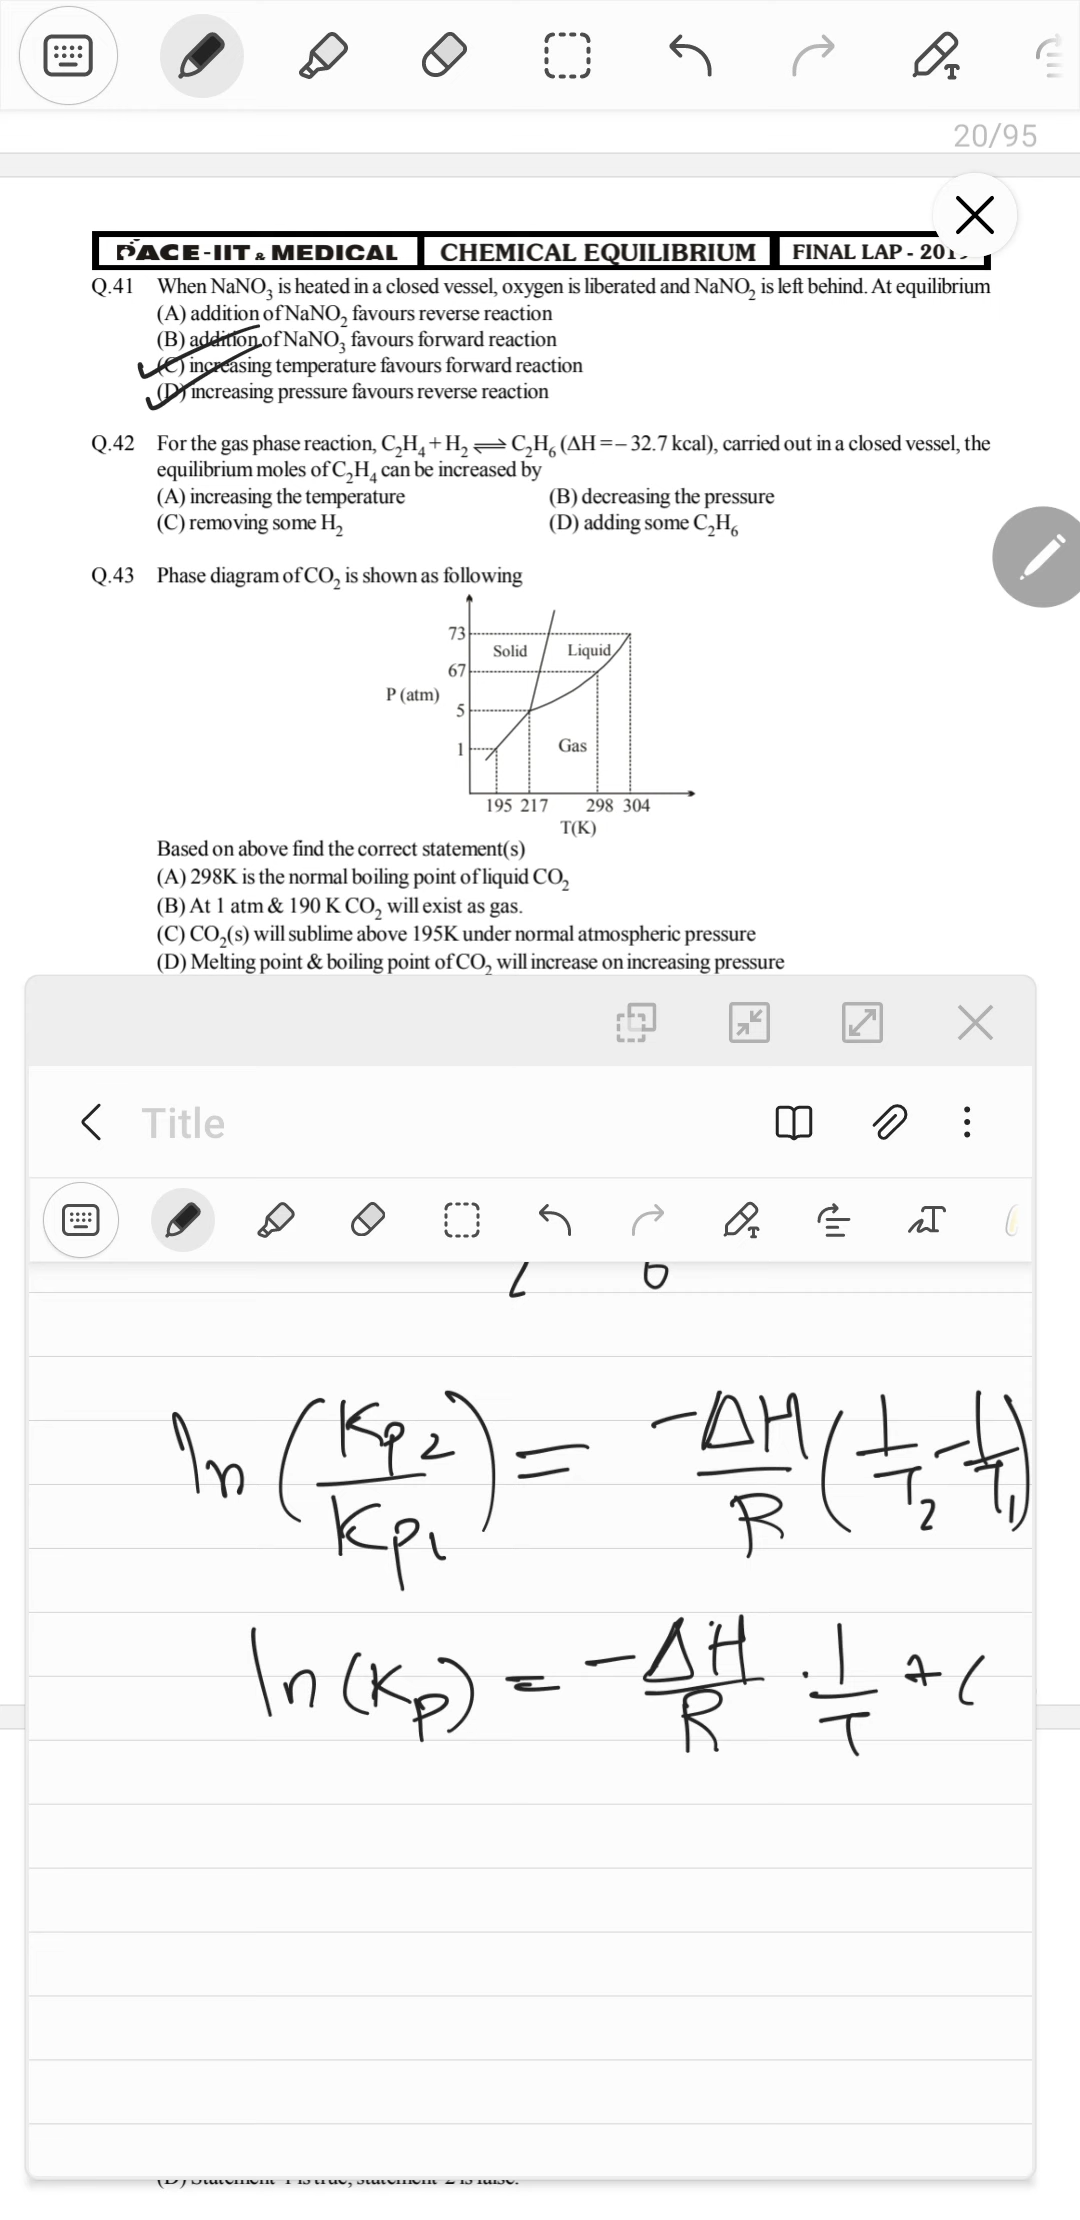 20/95
PACE-IIT & MEDICAL CHEMICAL EQUILIBRIUM FINAL LAP - 201
Q.41 When NaNO₃ is heated in a closed vessel, oxygen is liberated and NaNO₂ is left behind. At equilibrium
(A) addition of NaNO₂ favours reverse reaction
(B) addition of NaNO₃ favours forward reaction
(C) increasing temperature favours forward reaction
(D) increasing pressure favours reverse reaction
Q.42 For the gas phase reaction, C₂H₄ + H₂ ⇌ C₂H₆ (ΔH = – 32.7 kcal), carried out in a closed vessel, the
equilibrium moles of C₂H₄ can be increased by
(A) increasing the temperature (B) decreasing the pressure
(C) removing some H₂ (D) adding some C₂H₆
Q.43 Phase diagram of CO₂ is shown as following
73
Solid Liquid
67
P (atm)
5
1 Gas
195 217 298 304
T(K)
Based on above find the correct statement(s)
(A) 298K is the normal boiling point of liquid CO₂
(B) At 1 atm & 190 K CO₂ will exist as gas.
(C) CO₂(s) will sublime above 195K under normal atmospheric pressure
(D) Melting point & boiling point of CO₂ will increase on increasing pressure
Title
ln (Kp₂/Kp₁) = -ΔH/R (1/T₂ - 1/T₁)
ln (Kp) = -ΔH/R . 1/T + C
(D) Statement-1 is true, statement-2 is false.